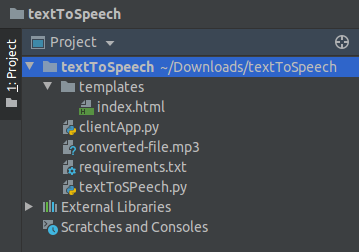 textToSpeech
1: Project
Project
textToSpeech ~/Downloads/textToSpeech
templates
index.html
clientApp.py
converted-file.mp3
requirements.txt
textToSPeech.py
External Libraries
Scratches and Consoles